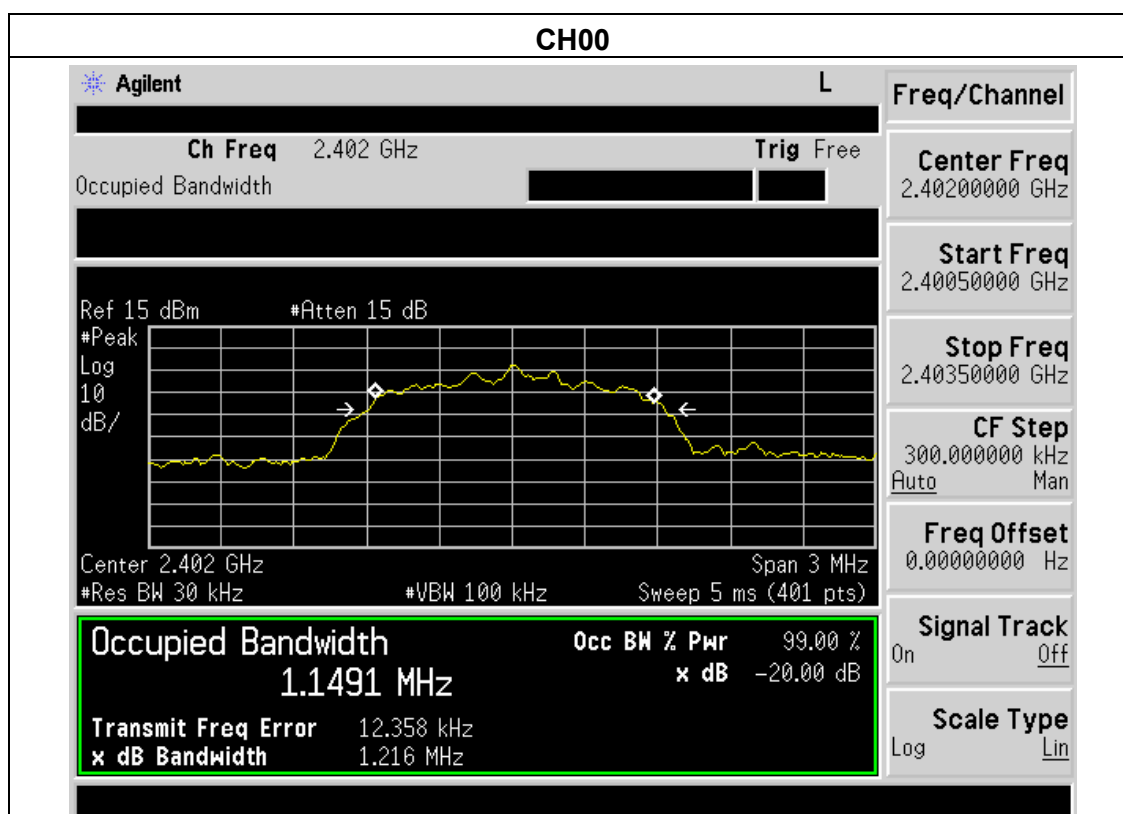 CH00
Agilent L
Freq/Channel
Ch Freq 2.402 GHz Trig Free
Occupied Bandwidth
Center Freq
2.40200000 GHz
Start Freq
2.40050000 GHz
Stop Freq
2.40350000 GHz
CF Step
300.000000 kHz
Auto Man
Freq Offset
0.00000000 Hz
Signal Track
On Off
Scale Type
Log Lin
Ref 15 dBm #Atten 15 dB
#Peak
Log
10
dB/
Center 2.402 GHz Span 3 MHz
#Res BW 30 kHz #VBW 100 kHz Sweep 5 ms (401 pts)
Occupied Bandwidth Occ BW % Pwr 99.00 %
1.1491 MHz x dB -20.00 dB
Transmit Freq Error 12.358 kHz
x dB Bandwidth 1.216 MHz